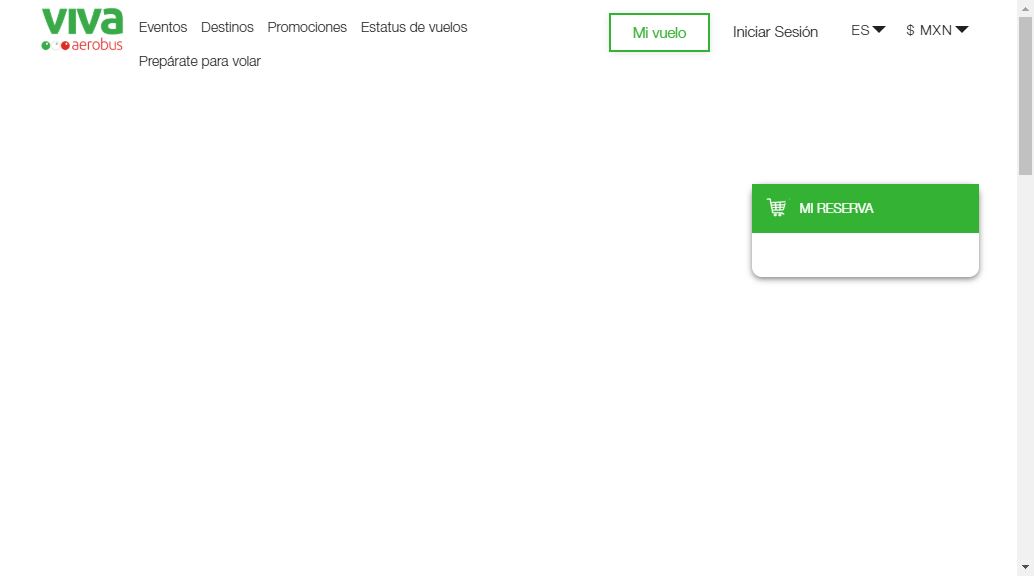 viva
aerobus
Eventos Destinos Promociones Estatus de vuelos
Prepárate para volar
Mi vuelo
Iniciar Sesión
ES
$ MXN
MI RESERVA